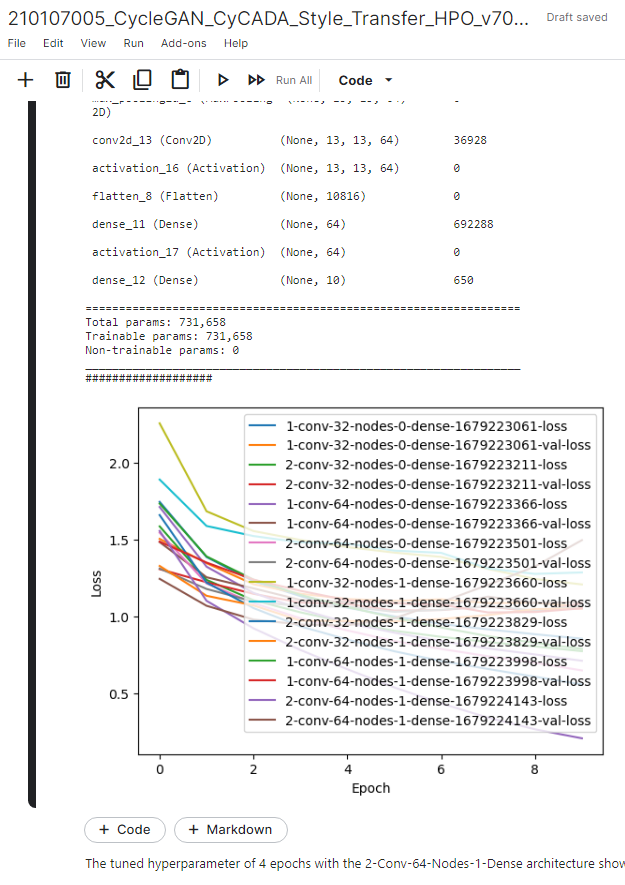 210107005_CycleGAN_CyCADA_Style_Transfer_HPO_v70...
Draft saved
File Edit View Run Add-ons Help
Run All Code
2D)
conv2d_13 (Conv2D) (None, 13, 13, 64) 36928
activation_16 (Activation) (None, 13, 13, 64) 0
flatten_8 (Flatten) (None, 10816) 0
dense_11 (Dense) (None, 64) 692288
activation_17 (Activation) (None, 64) 0
dense_12 (Dense) (None, 10) 650
=================================================================
Total params: 731,658
Trainable params: 731,658
Non-trainable params: 0
_________________________________________________________________
###################
1-conv-32-nodes-0-dense-1679223061-loss
1-conv-32-nodes-0-dense-1679223061-val-loss
2-conv-32-nodes-0-dense-1679223211-loss
2-conv-32-nodes-0-dense-1679223211-val-loss
1-conv-64-nodes-0-dense-1679223366-loss
1-conv-64-nodes-0-dense-1679223366-val-loss
2-conv-64-nodes-0-dense-1679223501-loss
2-conv-64-nodes-0-dense-1679223501-val-loss
1-conv-32-nodes-1-dense-1679223660-loss
1-conv-32-nodes-1-dense-1679223660-val-loss
2-conv-32-nodes-1-dense-1679223829-loss
2-conv-32-nodes-1-dense-1679223829-val-loss
1-conv-64-nodes-1-dense-1679223998-loss
1-conv-64-nodes-1-dense-1679223998-val-loss
2-conv-64-nodes-1-dense-1679224143-loss
2-conv-64-nodes-1-dense-1679224143-val-loss
2.0
1.5
1.0
0.5
Loss
0 2 4 6 8
Epoch
+ Code + Markdown
The tuned hyperparameter of 4 epochs with the 2-Conv-64-Nodes-1-Dense architecture show